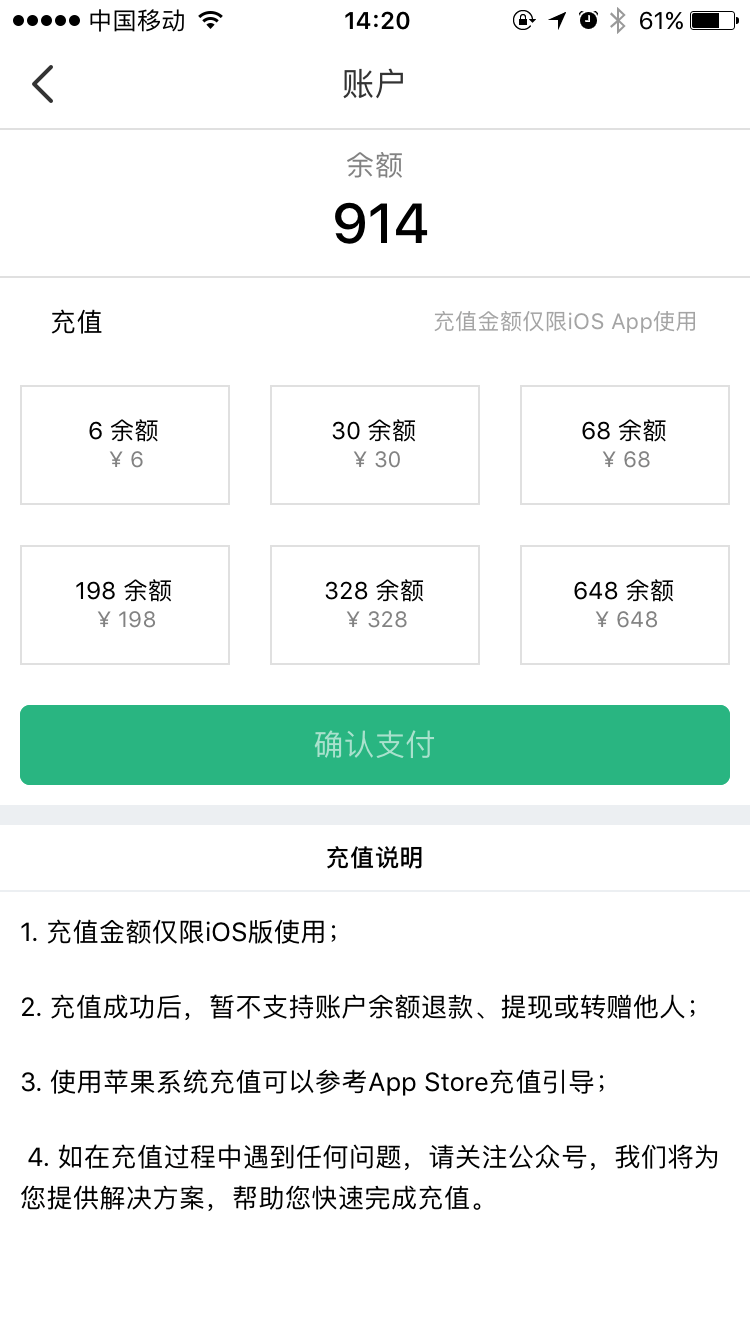 中国移动 14:20 61%
账户
余额
914
充值 充值金额仅限iOS App使用
6 余额 30 余额 68 余额
¥ 6 ¥ 30 ¥ 68
198 余额 328 余额 648 余额
¥ 198 ¥ 328 ¥ 648
确认支付
充值说明
1. 充值金额仅限iOS版使用；
2. 充值成功后，暂不支持账户余额退款、提现或转赠他人；
3. 使用苹果系统充值可以参考App Store充值引导；
4. 如在充值过程中遇到任何问题，请关注公众号，我们将为
您提供解决方案，帮助您快速完成充值。